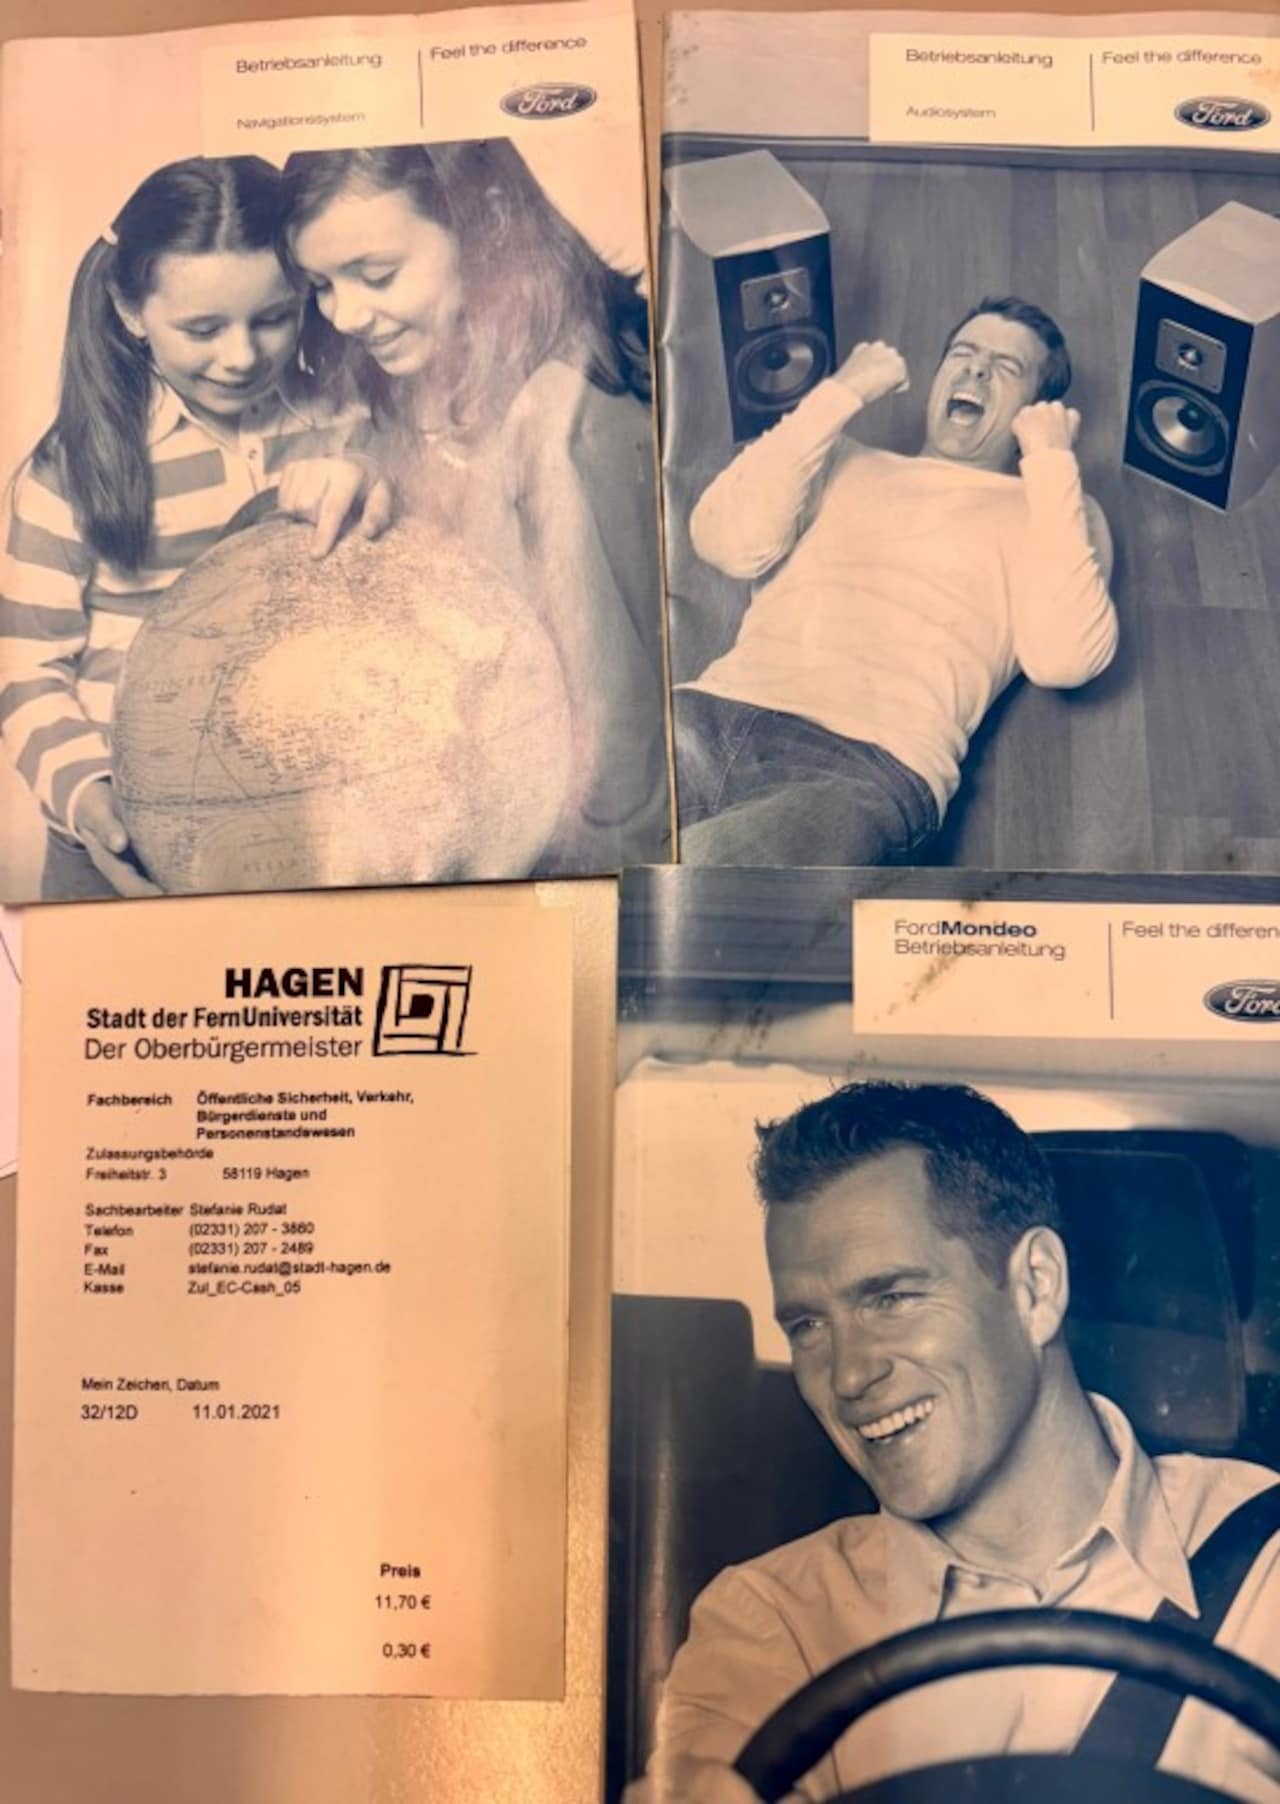 Betriebsanleitung
Navigationssystem
Feel the difference
Ford
Betriebsanleitung
Audiosystem
Feel the difference
Ford
HAGEN
Stadt der FernUniversität
Der Oberbürgermeister
Fachbereich Öffentliche Sicherheit, Verkehr,
Bürgerdienste und
Personenstandswesen
Zulassungsbehörde
Freiheitstr. 3 58119 Hagen
Sachbearbeiter Stefanie Rudat
Telefon (02331) 207 - 3860
Fax (02331) 207 - 2489
E-Mail stefanie.rudat@stadt-hagen.de
Kasse Zul_EC-Cash_05
Mein Zeichen, Datum
32/12D 11.01.2021
Preis
11,70 €
0,30 €
FordMondeo
Betriebsanleitung
Feel the differen
Ford